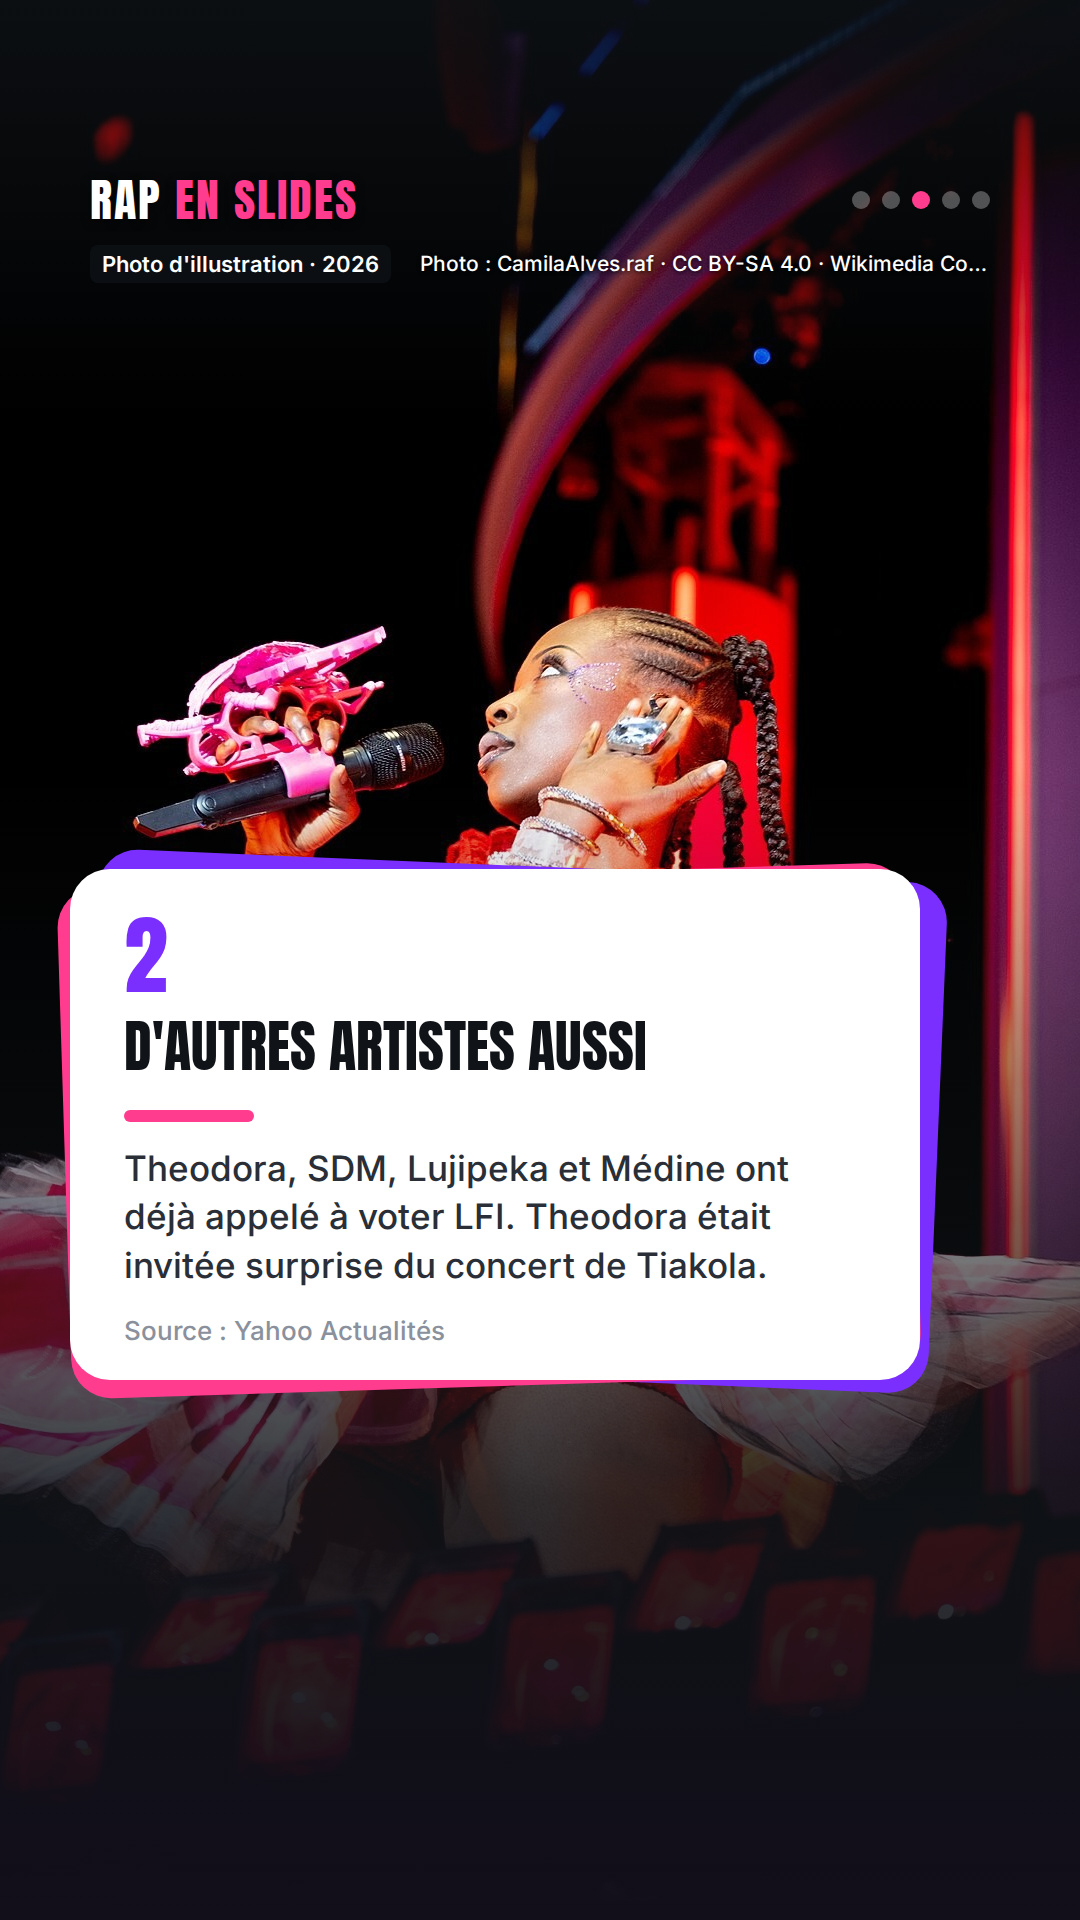 RAP EN SLIDES
Photo d'illustration · 2026
Photo : CamilaAlves.raf · CC BY-SA 4.0 · Wikimedia Co...
2
D'AUTRES ARTISTES AUSSI
Theodora, SDM, Lujipeka et Médine ont
déjà appelé à voter LFI. Theodora était
invitée surprise du concert de Tiakola.
Source : Yahoo Actualités